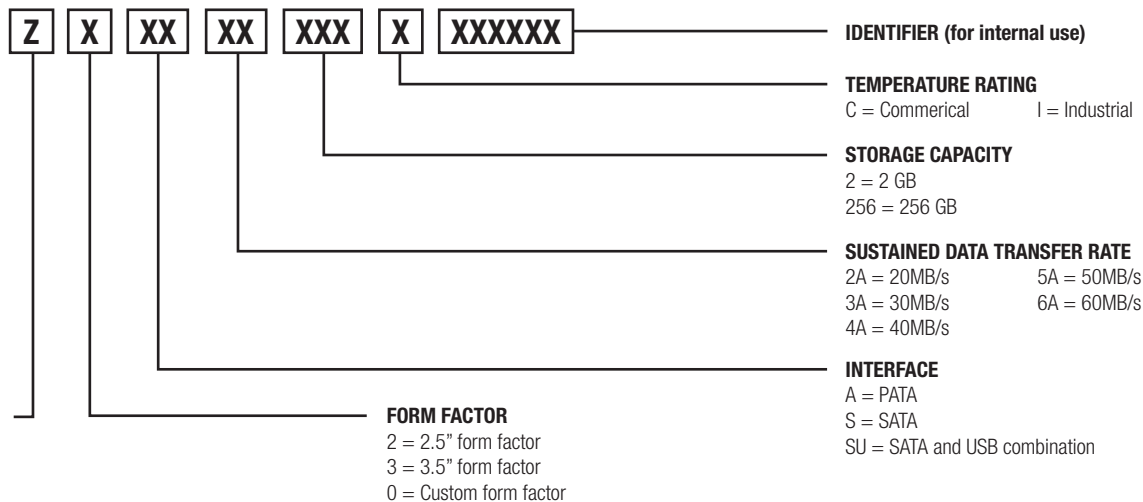 Z X XX XX XXX X XXXXXX
IDENTIFIER (for internal use)
TEMPERATURE RATING
C = Commerical I = Industrial
STORAGE CAPACITY
2 = 2 GB
256 = 256 GB
SUSTAINED DATA TRANSFER RATE
2A = 20MB/s 5A = 50MB/s
3A = 30MB/s 6A = 60MB/s
4A = 40MB/s
INTERFACE
A = PATA
S = SATA
SU = SATA and USB combination
FORM FACTOR
2 = 2.5” form factor
3 = 3.5” form factor
0 = Custom form factor